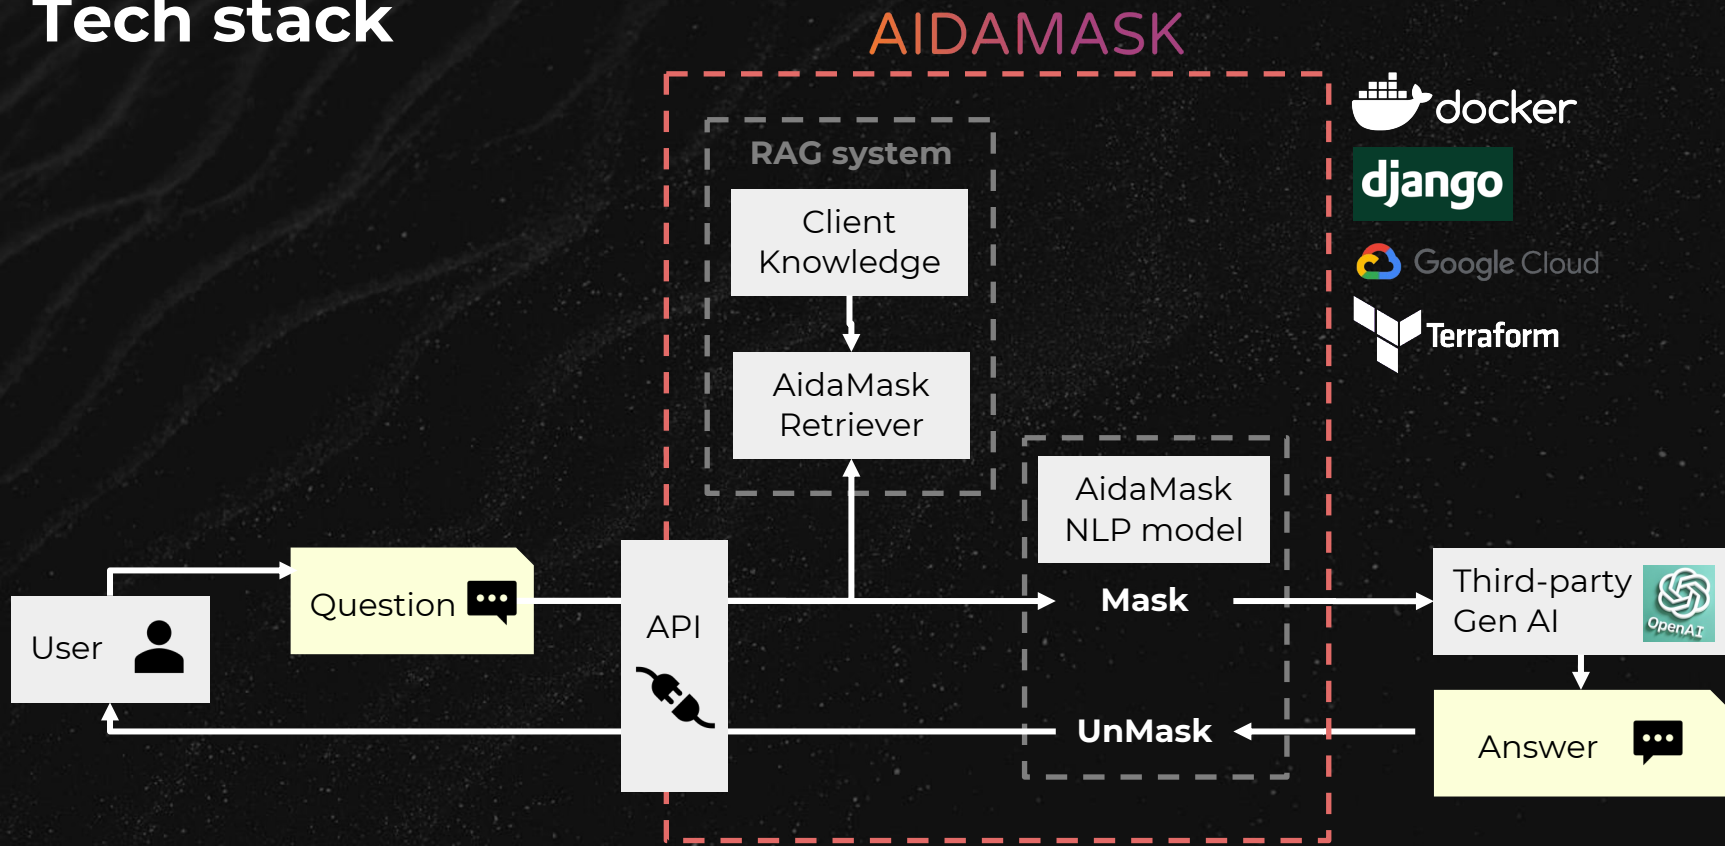 Tech stack
AIDAMASK
RAG system
Client
Knowledge
AidaMask
Retriever
AidaMask
NLP model
Mask
UnMask
User
Question
API
Third-party
Gen AI
OpenAI
Answer
docker
django
Google Cloud
Terraform